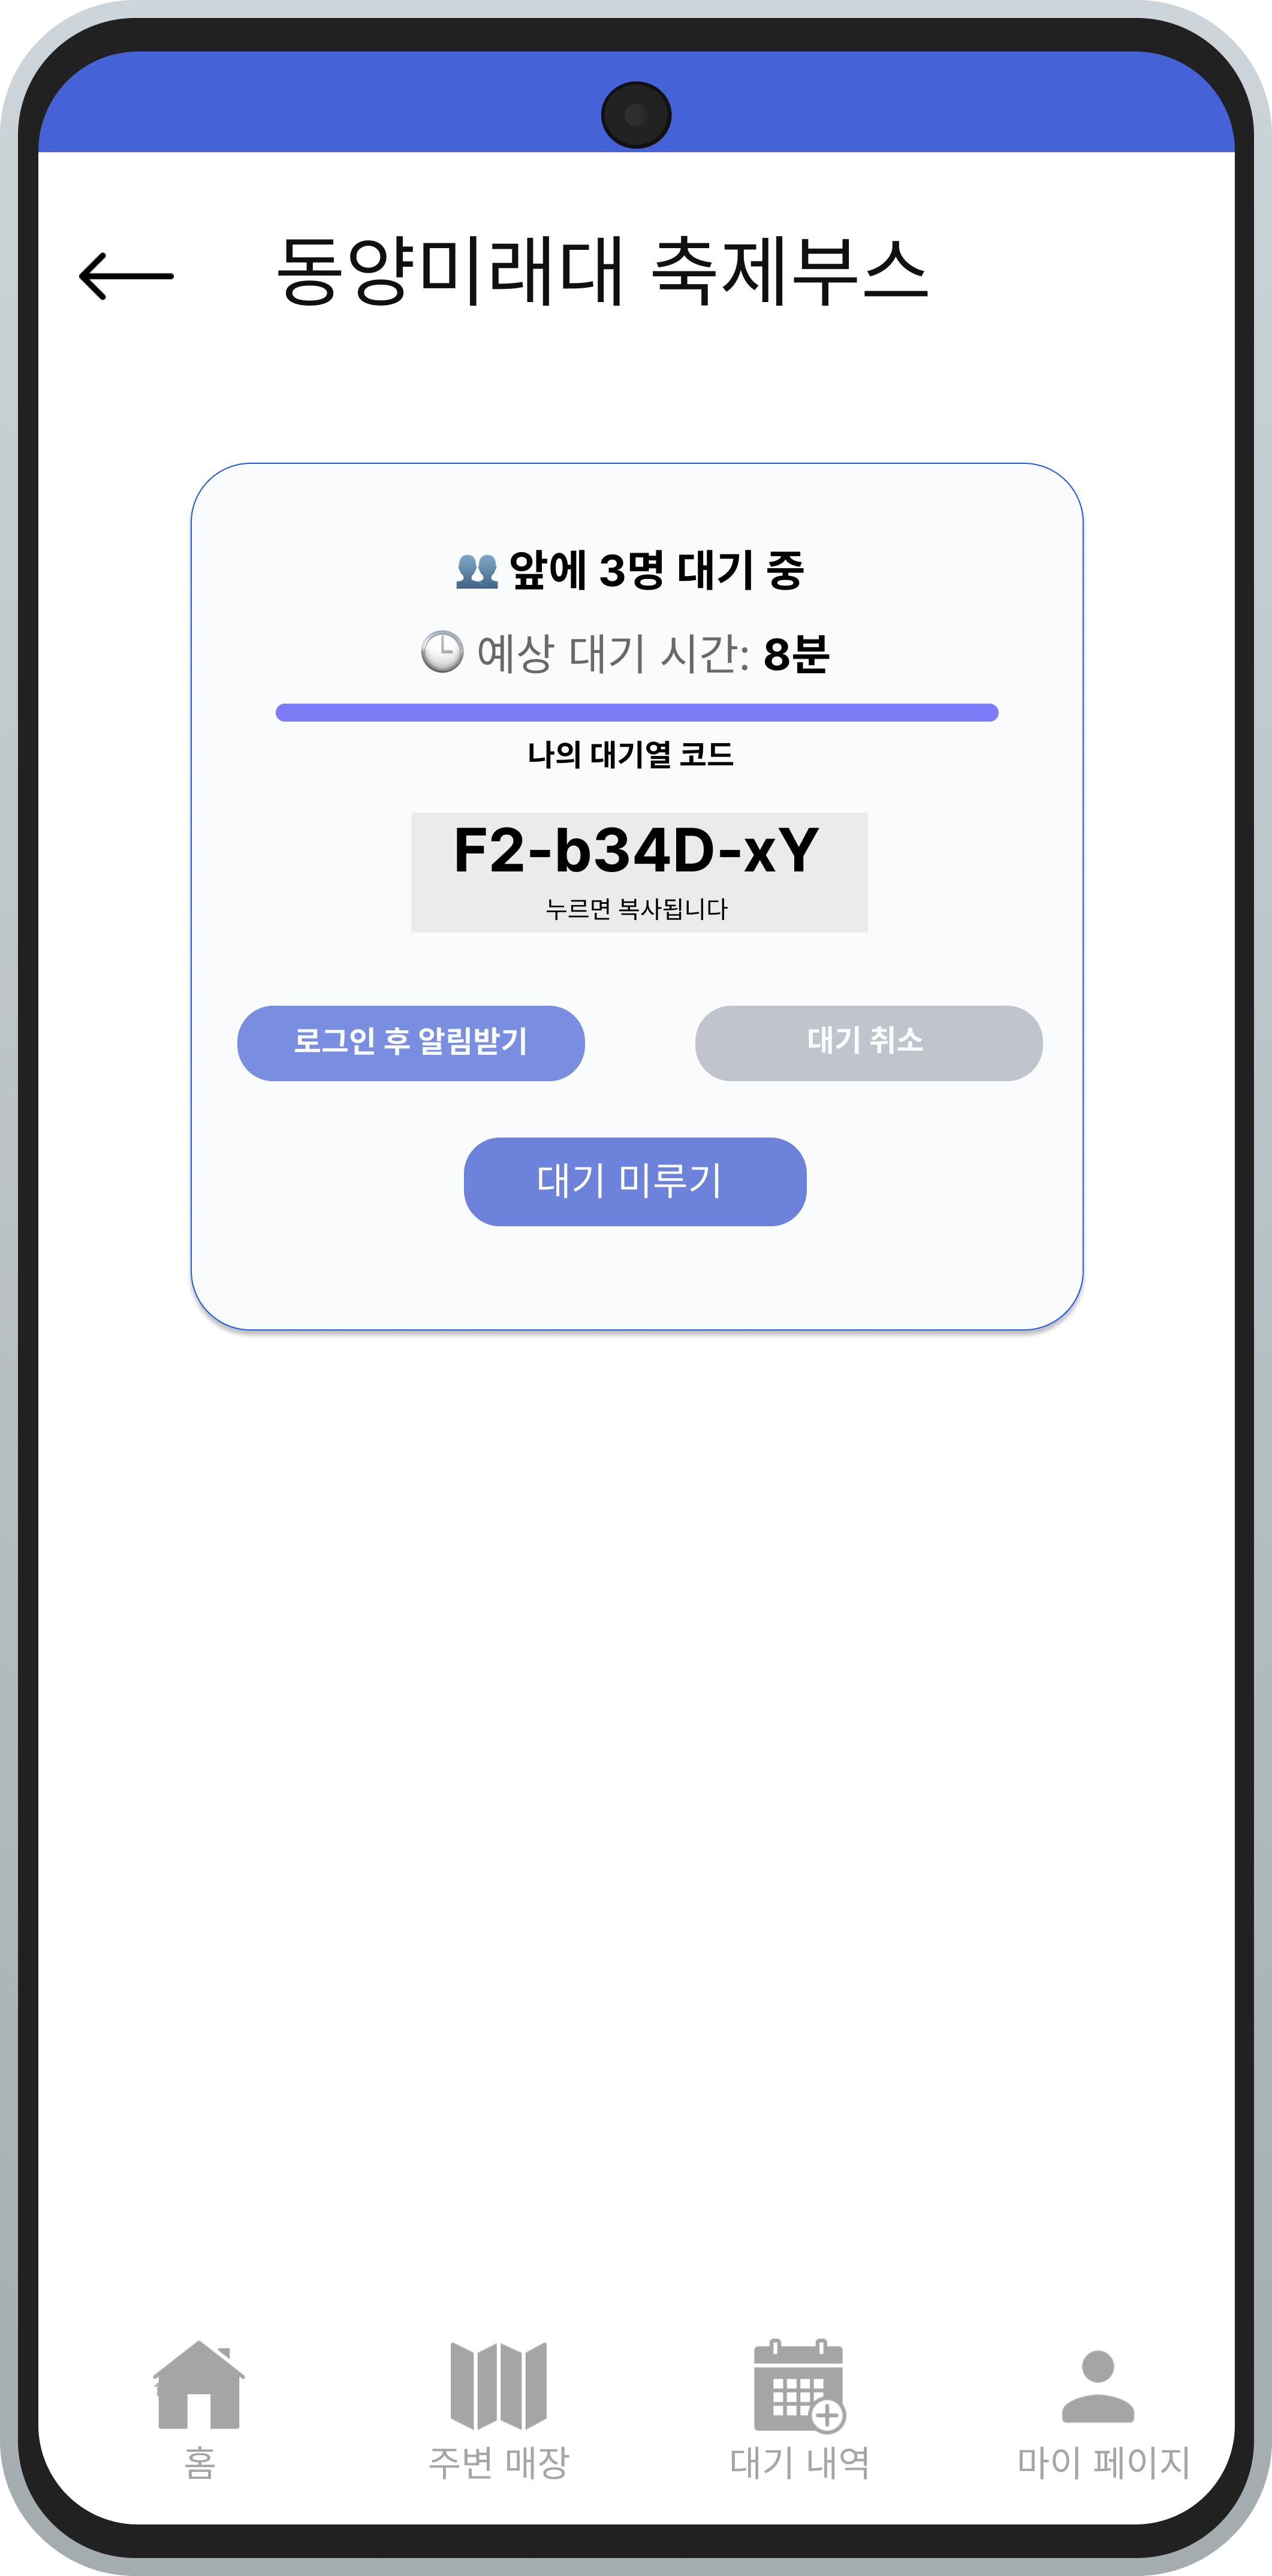 동양미래대 축제부스
앞에 3명 대기 중
예상 대기 시간: 8분
나의 대기열 코드
F2-b34D-xY
누르면 복사됩니다
로그인 후 알림받기
대기 취소
대기 미루기
홈
주변 매장
대기 내역
마이 페이지